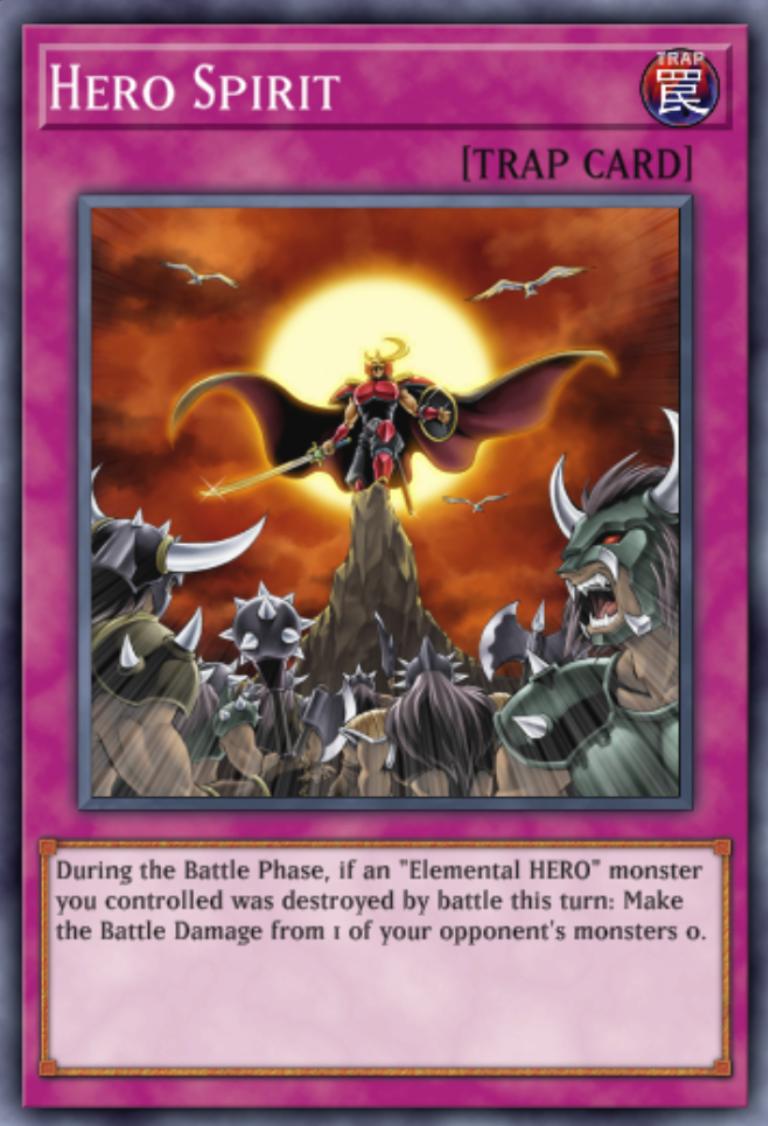 Hero Spirit
TRAP
罠
[TRAP CARD]
During the Battle Phase, if an "Elemental HERO" monster
you controlled was destroyed by battle this turn: Make
the Battle Damage from 1 of your opponent's monsters 0.